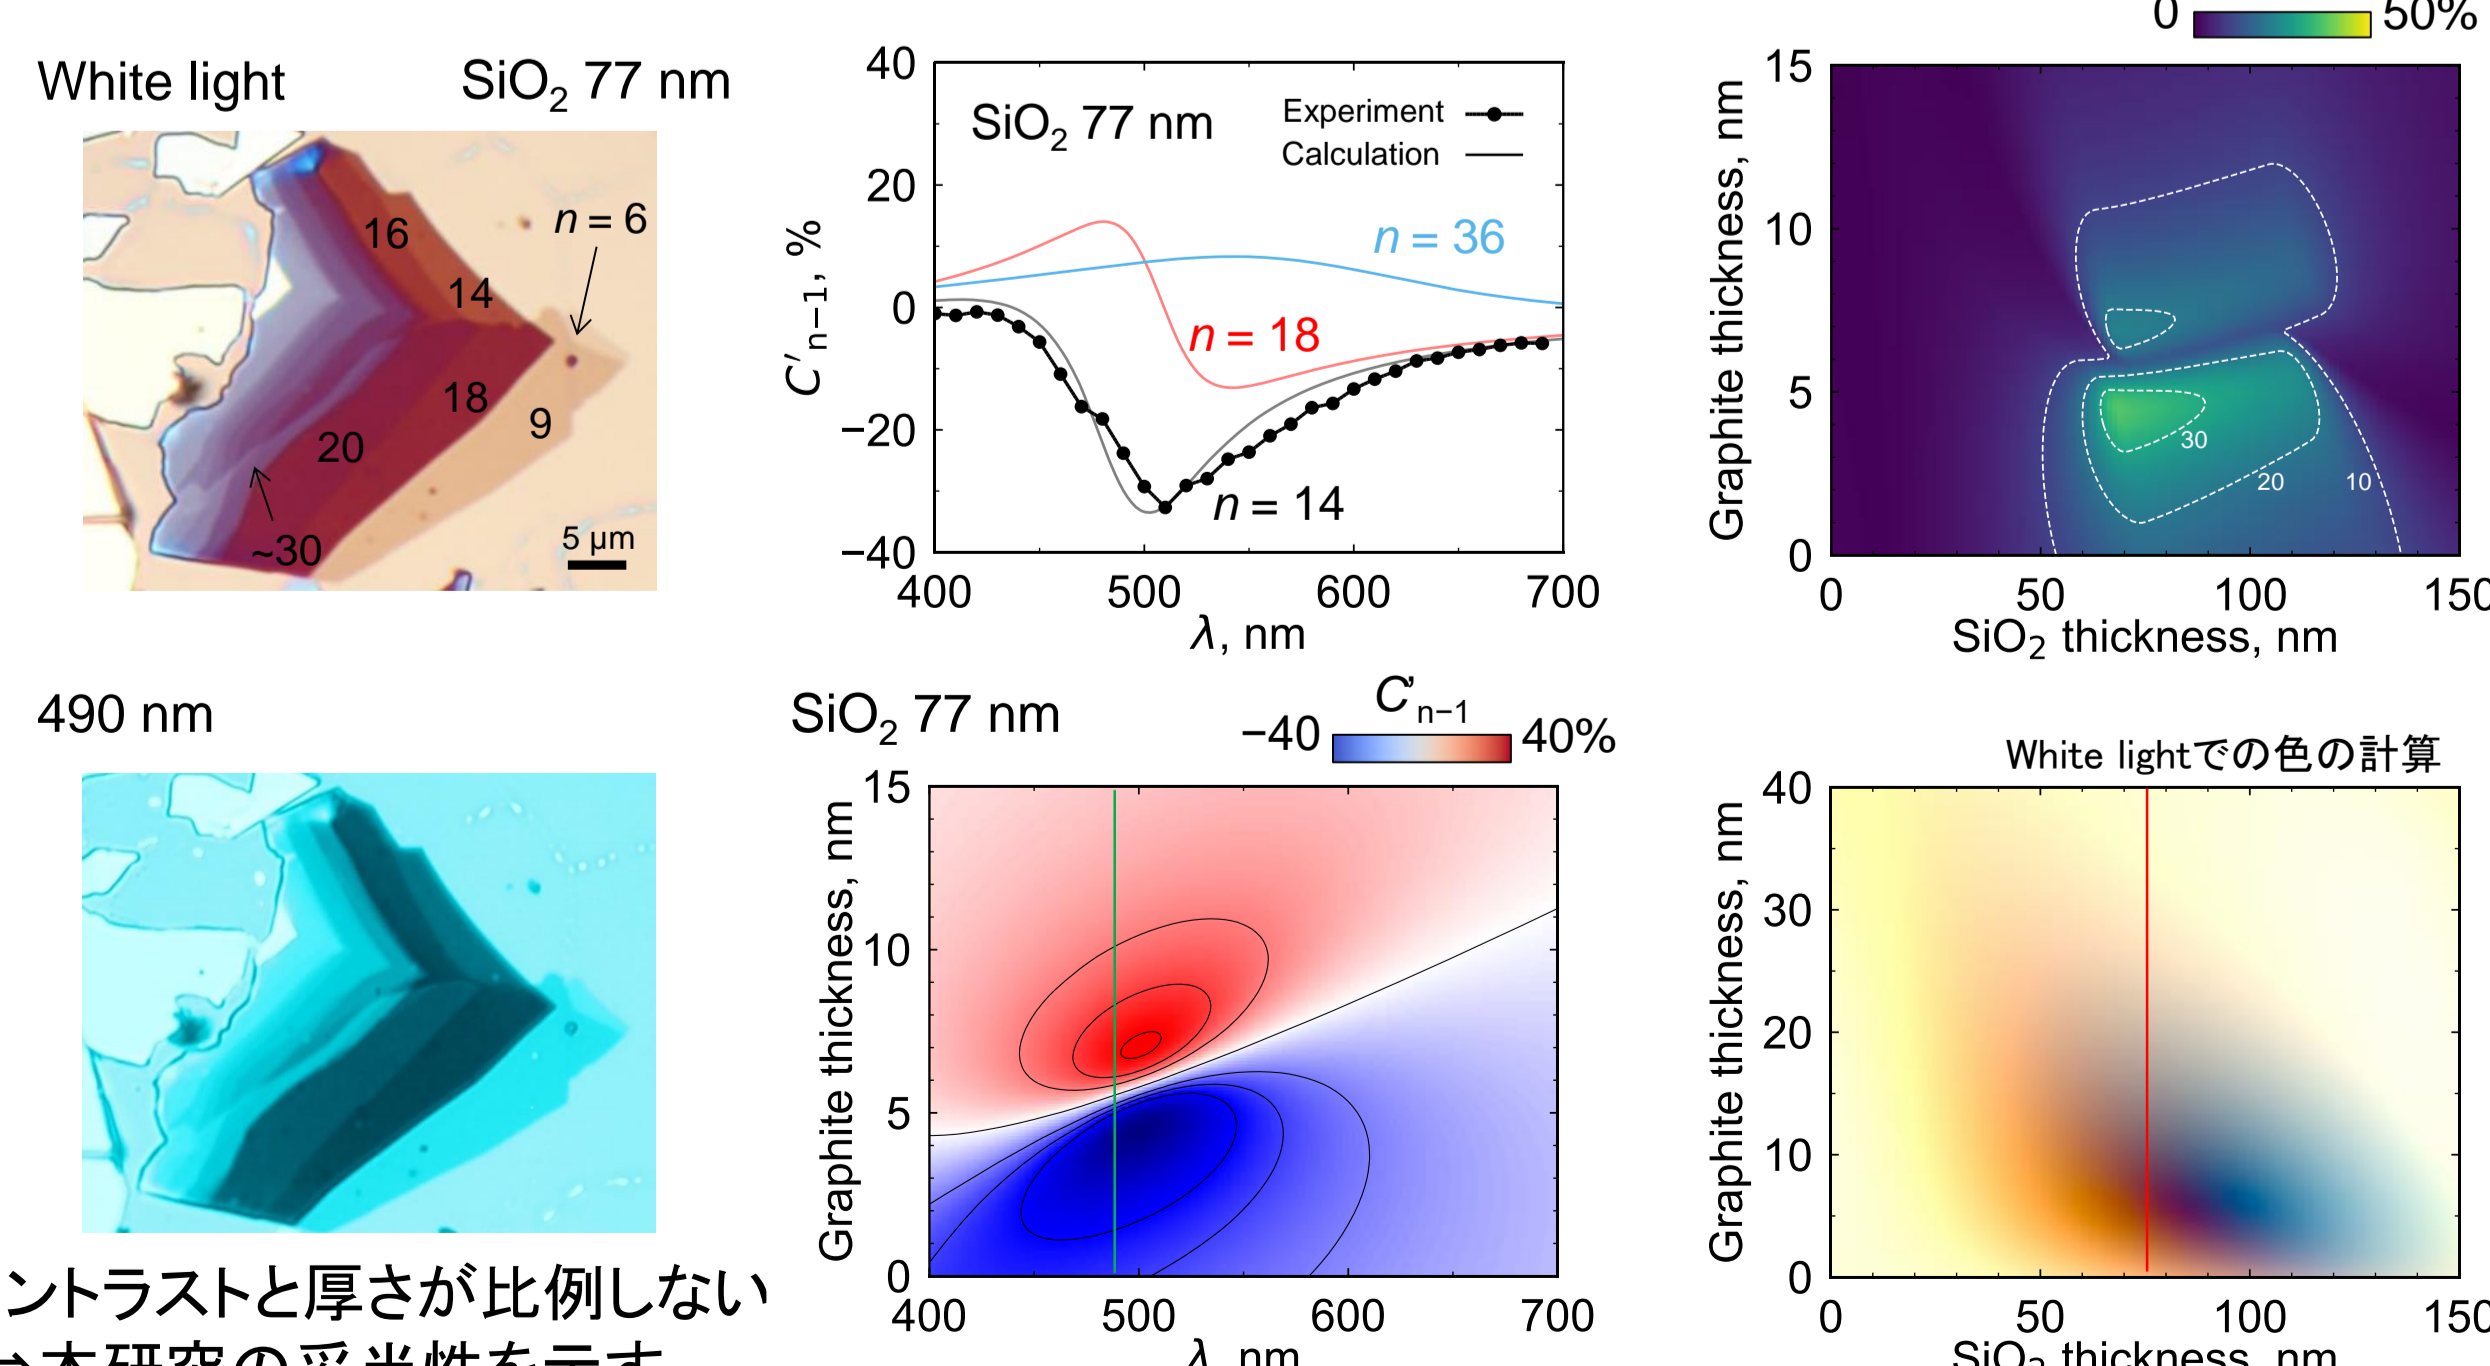 White light
SiO₂ 77 nm
16
14
n = 6
18
9
20
~30
5 μm
40
20
0
−20
−40
C′n−1, %
SiO₂ 77 nm
Experiment
Calculation
n = 36
n = 18
n = 14
400
500
600
700
λ, nm
0
50%
15
10
5
0
Graphite thickness, nm
30
20
10
0
50
100
150
SiO₂ thickness, nm
490 nm
ントラストと厚さが比例しない
SiO₂ 77 nm
C′n−1
−40
40%
15
10
5
0
Graphite thickness, nm
400
500
600
700
λ, nm
White lightでの色の計算
40
30
20
10
0
Graphite thickness, nm
0
50
100
150
SiO₂ thickness, nm